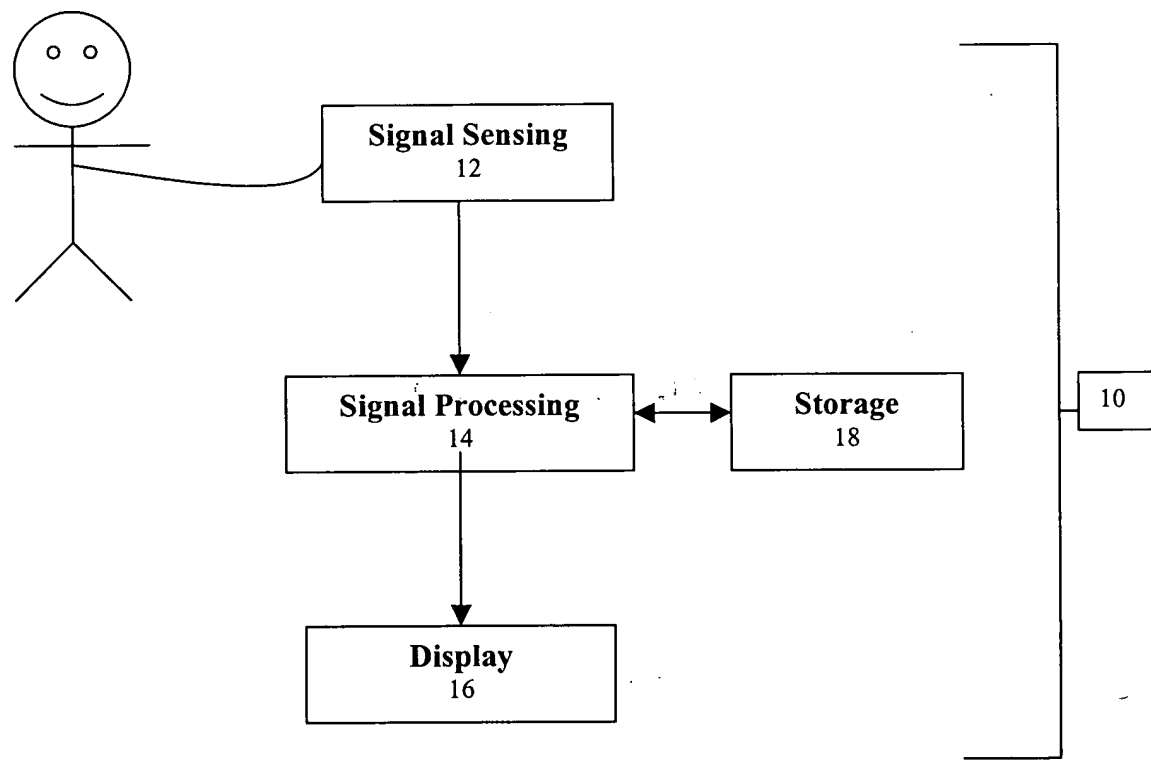 Signal Sensing
12
Signal Processing
14
Storage
18
10
Display
16